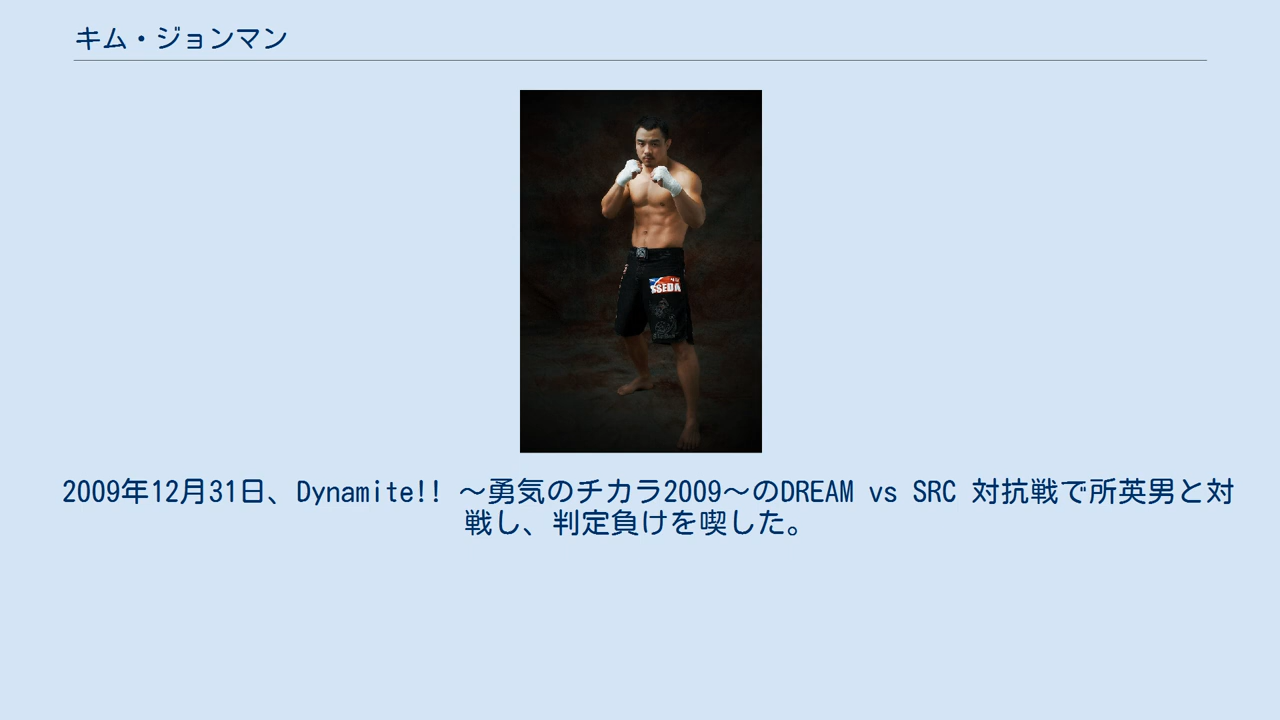 キム・ジョンマン
SSEDA
2009年12月31日、Dynamite!! ～勇気のチカラ2009～のDREAM vs SRC 対抗戦で所英男と対
戦し、判定負けを喫した。